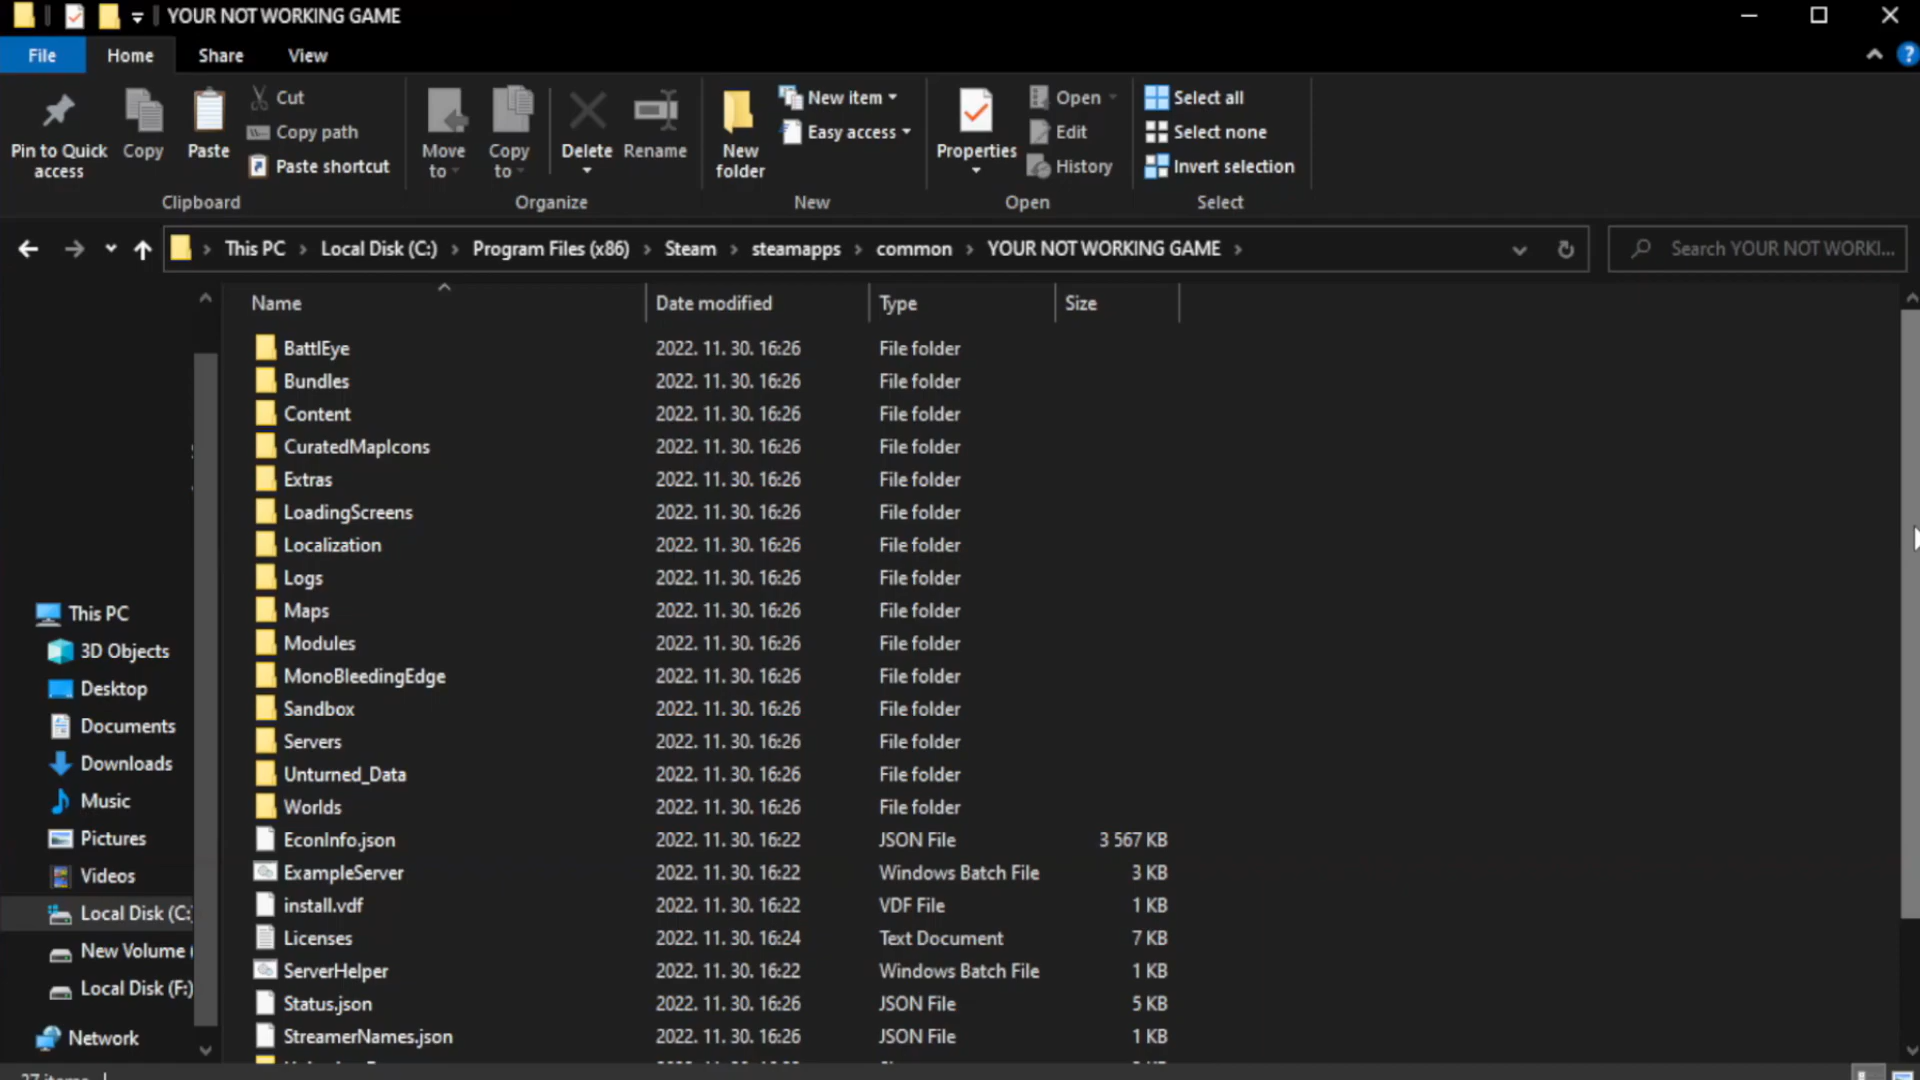 YOUR NOT WORKING GAME
File Home Share View
Pin to Quick access
Copy
Paste
Cut
Copy path
Paste shortcut
Move to
Copy to
Delete
Rename
New folder
New item
Easy access
Properties
Open
Edit
History
Select all
Select none
Invert selection
Clipboard Organize New Open Select
This PC Local Disk (C:) Program Files (x86) Steam steamapps common YOUR NOT WORKING GAME
Search YOUR NOT WORKI...
Name Date modified Type Size
BattlEye 2022. 11. 30. 16:26 File folder
Bundles 2022. 11. 30. 16:26 File folder
Content 2022. 11. 30. 16:26 File folder
CuratedMapIcons 2022. 11. 30. 16:26 File folder
Extras 2022. 11. 30. 16:26 File folder
LoadingScreens 2022. 11. 30. 16:26 File folder
Localization 2022. 11. 30. 16:26 File folder
Logs 2022. 11. 30. 16:26 File folder
Maps 2022. 11. 30. 16:26 File folder
Modules 2022. 11. 30. 16:26 File folder
MonoBleedingEdge 2022. 11. 30. 16:26 File folder
Sandbox 2022. 11. 30. 16:26 File folder
Servers 2022. 11. 30. 16:26 File folder
Unturned_Data 2022. 11. 30. 16:26 File folder
Worlds 2022. 11. 30. 16:26 File folder
EconInfo.json 2022. 11. 30. 16:22 JSON File 3 567 KB
ExampleServer 2022. 11. 30. 16:22 Windows Batch File 3 KB
install.vdf 2022. 11. 30. 16:22 VDF File 1 KB
Licenses 2022. 11. 30. 16:24 Text Document 7 KB
ServerHelper 2022. 11. 30. 16:22 Windows Batch File 1 KB
Status.json 2022. 11. 30. 16:26 JSON File 5 KB
StreamerNames.json 2022. 11. 30. 16:26 JSON File 1 KB
This PC
3D Objects
Desktop
Documents
Downloads
Music
Pictures
Videos
Local Disk (C:
New Volume (
Local Disk (F:)
Network